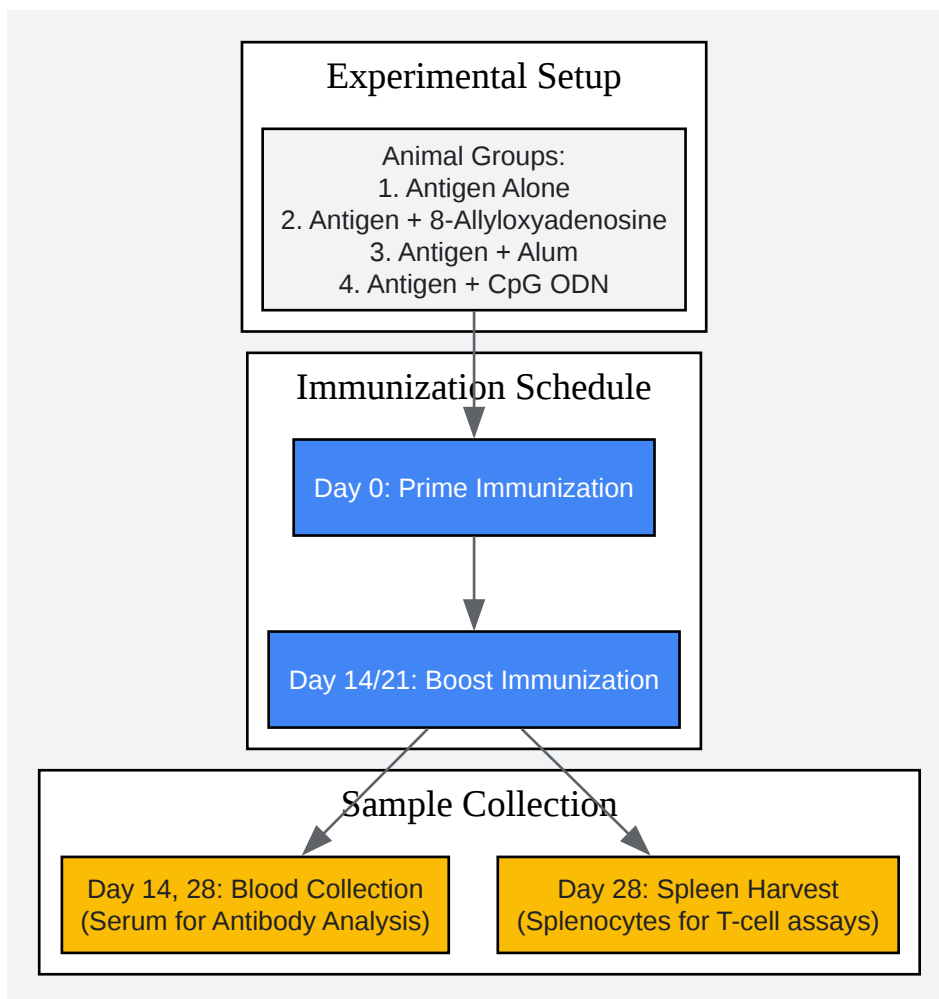 Experimental Setup
Animal Groups:
1. Antigen Alone
2. Antigen + 8-Allyloxyadenosine
3. Antigen + Alum
4. Antigen + CpG ODN
Immunization Schedule
Day 0: Prime Immunization
Day 14/21: Boost Immunization
Sample Collection
Day 14, 28: Blood Collection
(Serum for Antibody Analysis)
Day 28: Spleen Harvest
(Splenocytes for T-cell assays)